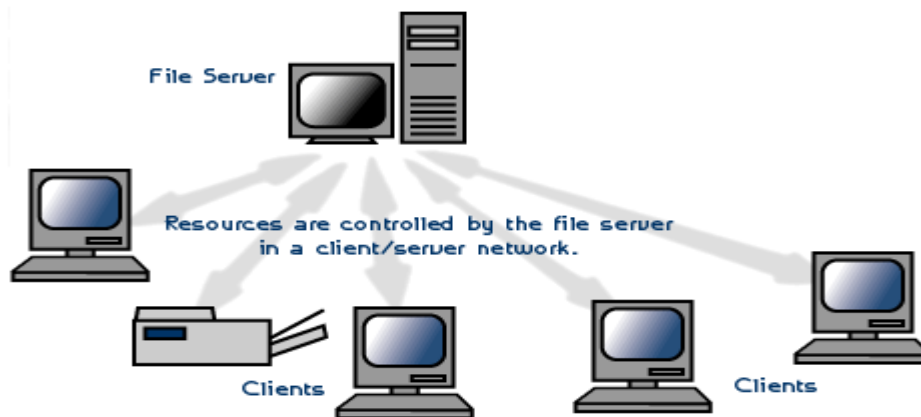 File Server
Resources are controlled by the file server
in a client/server network.
Clients
Clients